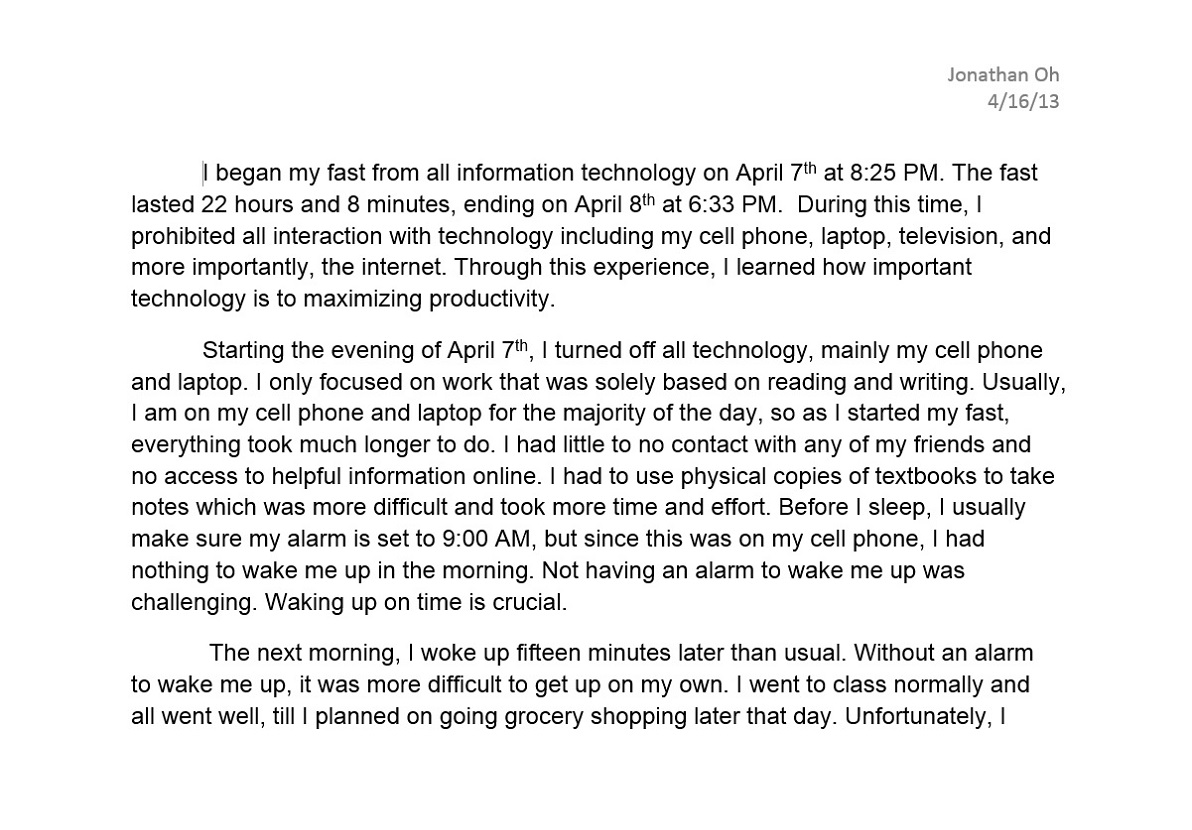 Jonathan Oh
4/16/13
I began my fast from all information technology on April 7th at 8:25 PM. The fast
lasted 22 hours and 8 minutes, ending on April 8th at 6:33 PM.  During this time, I
prohibited all interaction with technology including my cell phone, laptop, television, and
more importantly, the internet. Through this experience, I learned how important
technology is to maximizing productivity.
Starting the evening of April 7th, I turned off all technology, mainly my cell phone
and laptop. I only focused on work that was solely based on reading and writing. Usually,
I am on my cell phone and laptop for the majority of the day, so as I started my fast,
everything took much longer to do. I had little to no contact with any of my friends and
no access to helpful information online. I had to use physical copies of textbooks to take
notes which was more difficult and took more time and effort. Before I sleep, I usually
make sure my alarm is set to 9:00 AM, but since this was on my cell phone, I had
nothing to wake me up in the morning. Not having an alarm to wake me up was
challenging. Waking up on time is crucial.
The next morning, I woke up fifteen minutes later than usual. Without an alarm
to wake me up, it was more difficult to get up on my own. I went to class normally and
all went well, till I planned on going grocery shopping later that day. Unfortunately, I